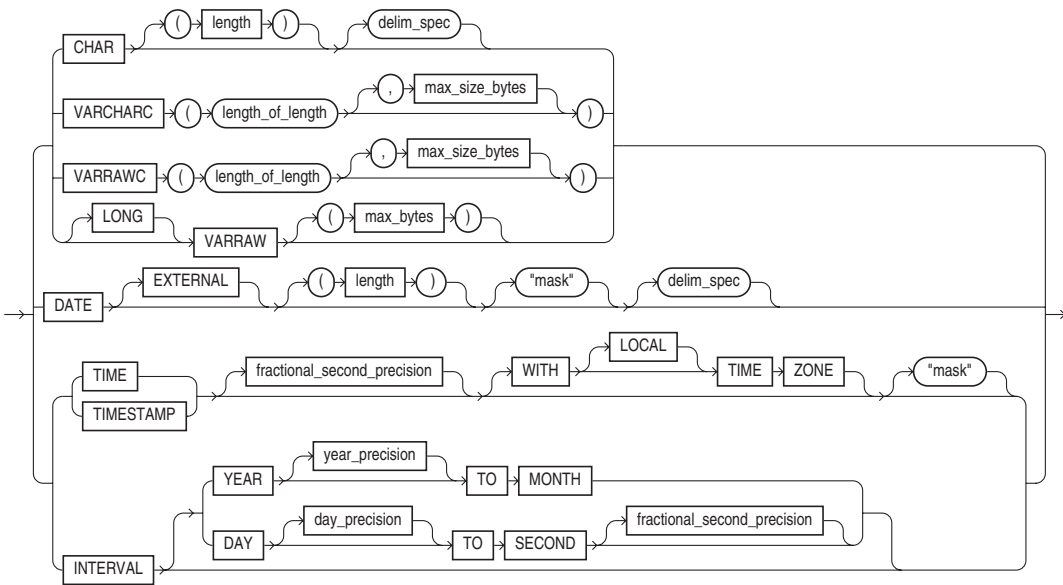 ( length )
delim_spec
CHAR
, max_size_bytes
VARCHARC ( length_of_length )
, max_size_bytes
VARRAWC ( length_of_length )
LONG
( max_bytes )
VARRAW
EXTERNAL ( length ) "mask" delim_spec
DATE
LOCAL
TIME fractional_second_precision WITH TIME ZONE "mask"
TIMESTAMP
year_precision
YEAR TO MONTH
day_precision fractional_second_precision
DAY TO SECOND
INTERVAL